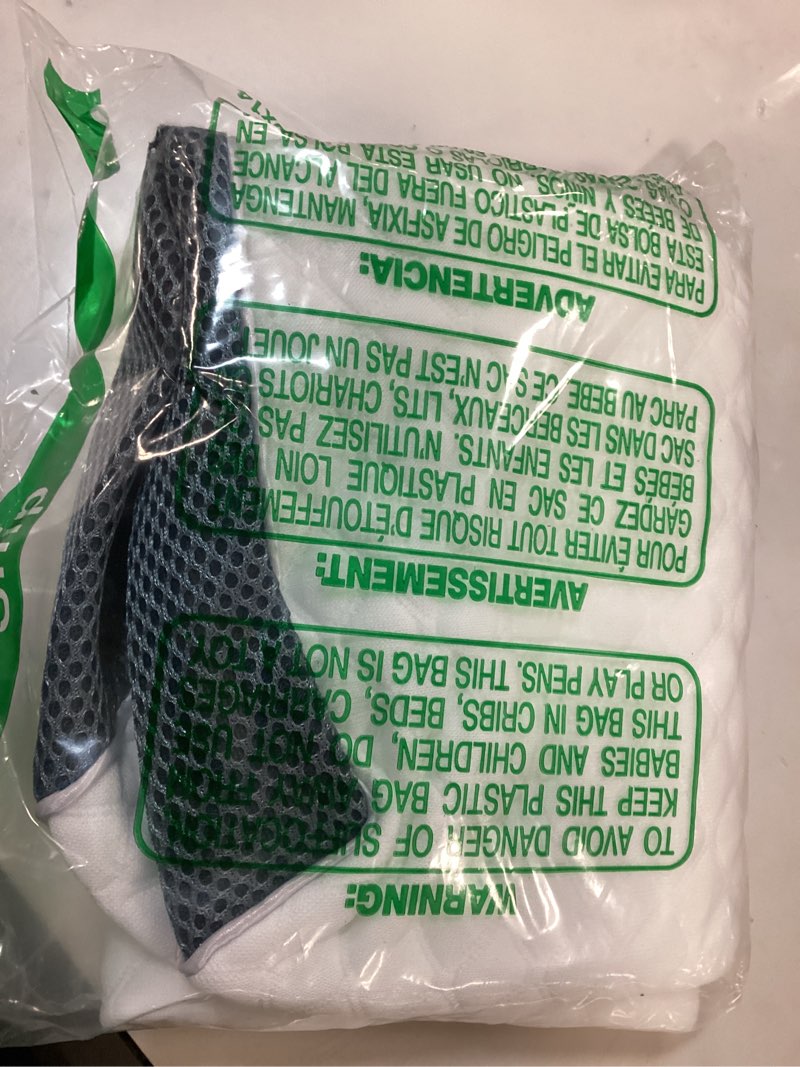 WARNING:
TO AVOID DANGER OF SUFFOCATION
KEEP THIS PLASTIC BAG AWAY FROM
BABIES AND CHILDREN, DO NOT USE
THIS BAG IN CRIBS, BEDS, CARRIAGES
OR PLAY PENS. THIS BAG IS NOT A TOY.
AVERTISSEMENT:
POUR ÉVITER TOUT RISQUE D'ÉTOUFFEMENT
GARDEZ CE SAC EN PLASTIQUE LOIN DES
BEBES ET LES ENFANTS. N'UTILISEZ PAS
SAC DANS LES BERCEAUX, LITS, CHARIOTS
PARC AU BEBE. CE SAC N'EST PAS UN JOUET
ADVERTENCIA:
PARA EVITAR EL PELIGRO DE ASFIXIA, MANTENGA
ESTA BOLSA DE PLASTICO FUERA DEL ALCANCE
DE BEBES Y NIÑOS. NO USAR ESTA BOLSA EN